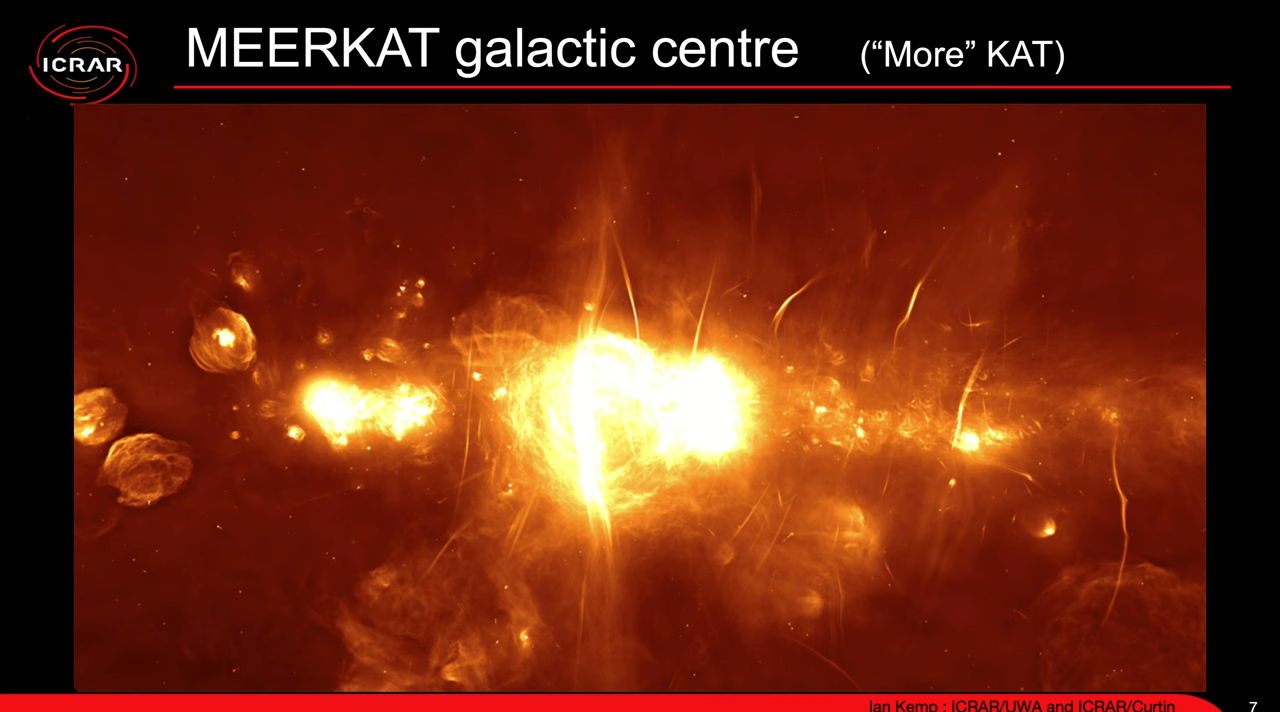 ICRAR
MEERKAT galactic centre (“More” KAT)
Ian Kemp : ICRAR/UWA and ICRAR/Curtin
7